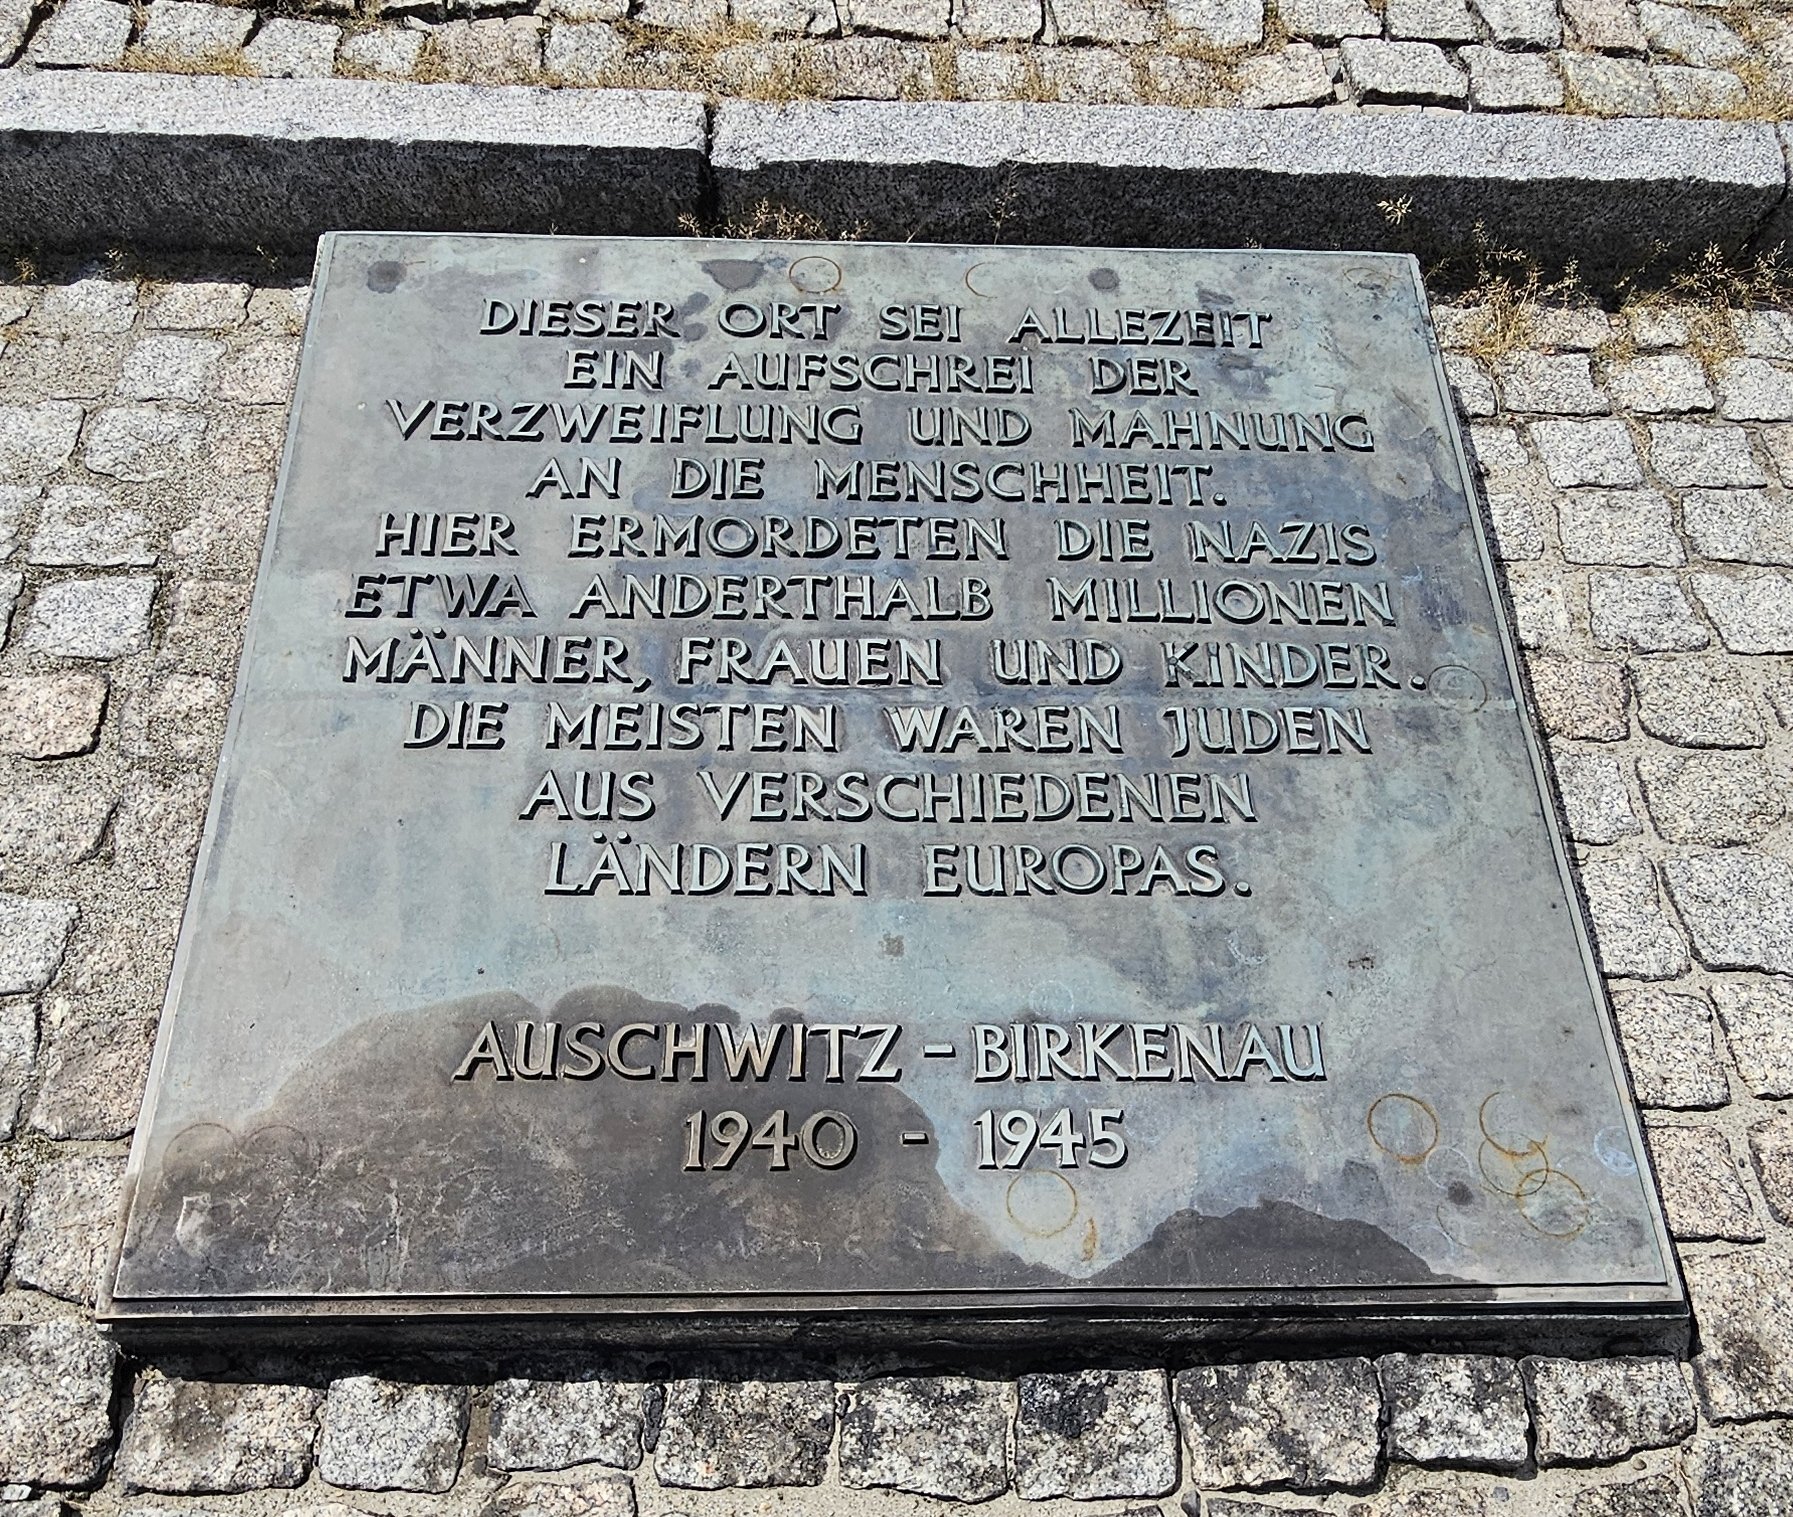 DIESER ORT SEI ALLEZEIT
EIN AUFSCHREI DER
VERZWEIFLUNG UND MAHNUNG
AN DIE MENSCHHEIT.
HIER ERMORDETEN DIE NAZIS
ETWA ANDERTHALB MILLIONEN
MÄNNER, FRAUEN UND KINDER.
DIE MEISTEN WAREN JUDEN
AUS VERSCHIEDENEN
LÄNDERN EUROPAS.
AUSCHWITZ - BIRKENAU
1940 - 1945